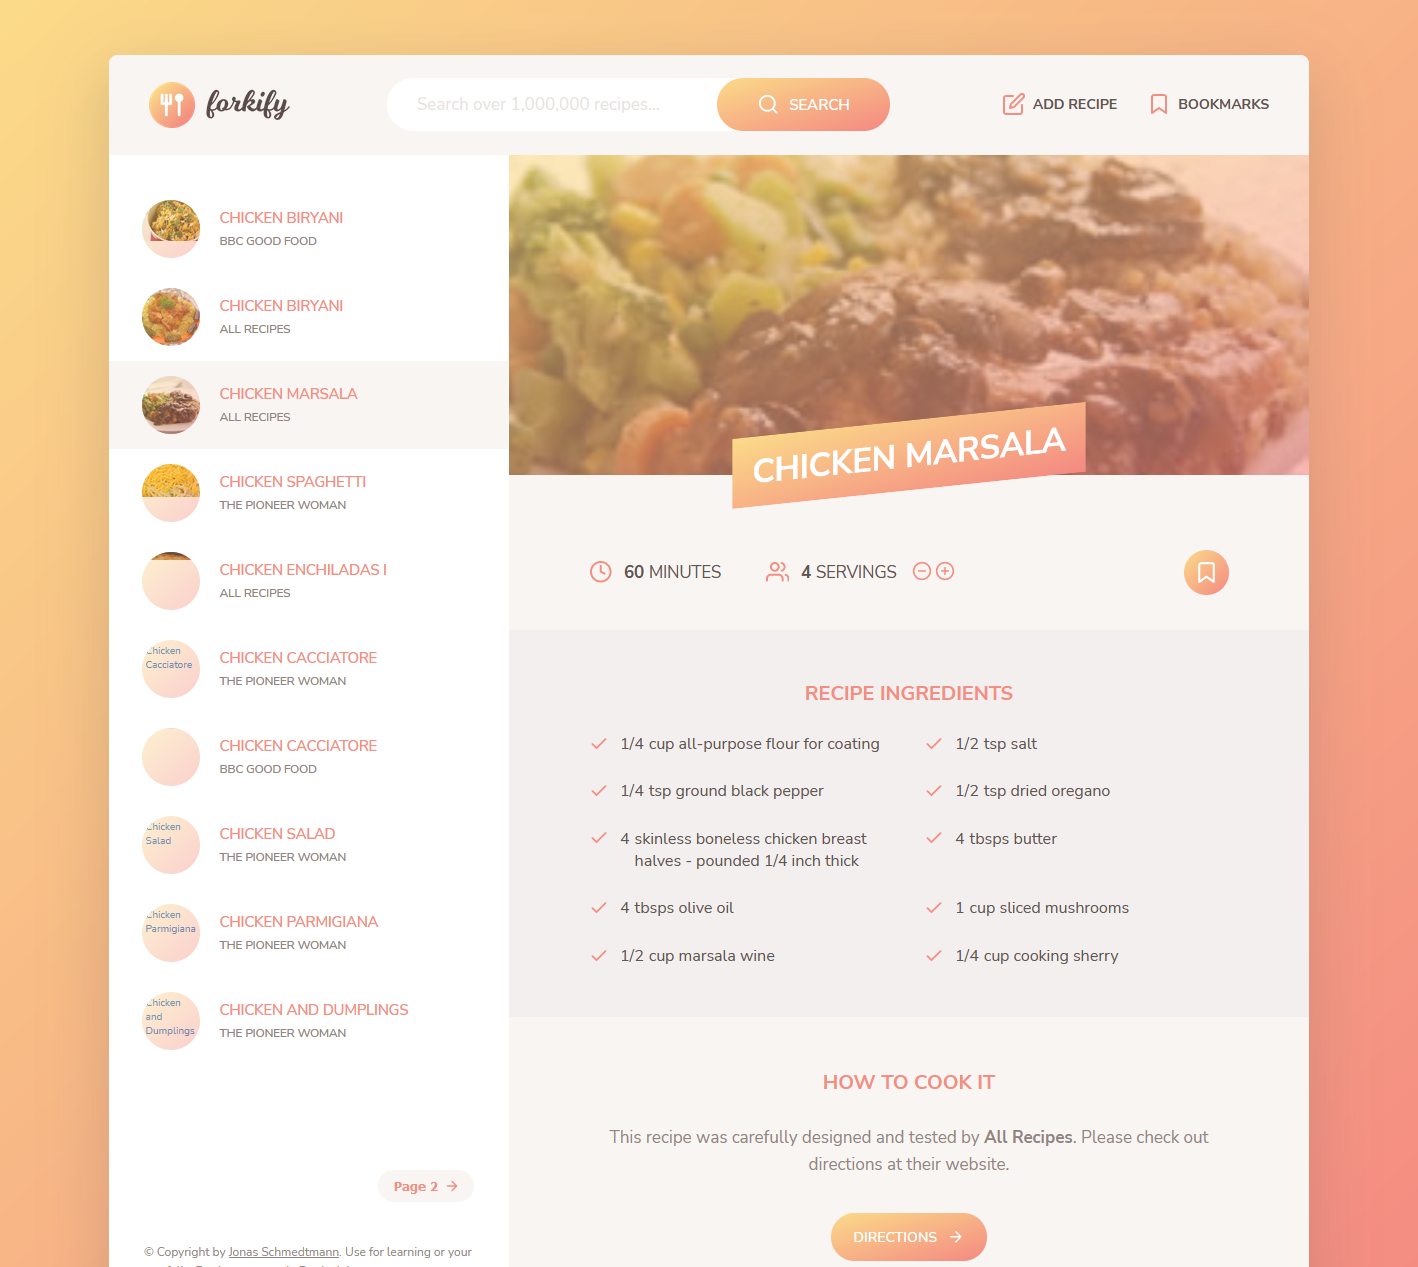 forkify
Search over 1,000,000 recipes...
SEARCH
ADD RECIPE
BOOKMARKS
CHICKEN BIRYANI
BBC GOOD FOOD
CHICKEN BIRYANI
ALL RECIPES
CHICKEN MARSALA
ALL RECIPES
CHICKEN SPAGHETTI
THE PIONEER WOMAN
CHICKEN ENCHILADAS I
ALL RECIPES
Chicken
Cacciatore
CHICKEN CACCIATORE
THE PIONEER WOMAN
CHICKEN CACCIATORE
BBC GOOD FOOD
Chicken
Salad
CHICKEN SALAD
THE PIONEER WOMAN
Chicken
Parmigiana
CHICKEN PARMIGIANA
THE PIONEER WOMAN
Chicken
and
Dumplings
CHICKEN AND DUMPLINGS
THE PIONEER WOMAN
Page 2
© Copyright by Jonas Schmedtmann. Use for learning or your
CHICKEN MARSALA
60 MINUTES
4 SERVINGS
RECIPE INGREDIENTS
1/4 cup all-purpose flour for coating
1/2 tsp salt
1/4 tsp ground black pepper
1/2 tsp dried oregano
4 skinless boneless chicken breast
halves - pounded 1/4 inch thick
4 tbsps butter
4 tbsps olive oil
1 cup sliced mushrooms
1/2 cup marsala wine
1/4 cup cooking sherry
HOW TO COOK IT
This recipe was carefully designed and tested by All Recipes. Please check out
directions at their website.
DIRECTIONS